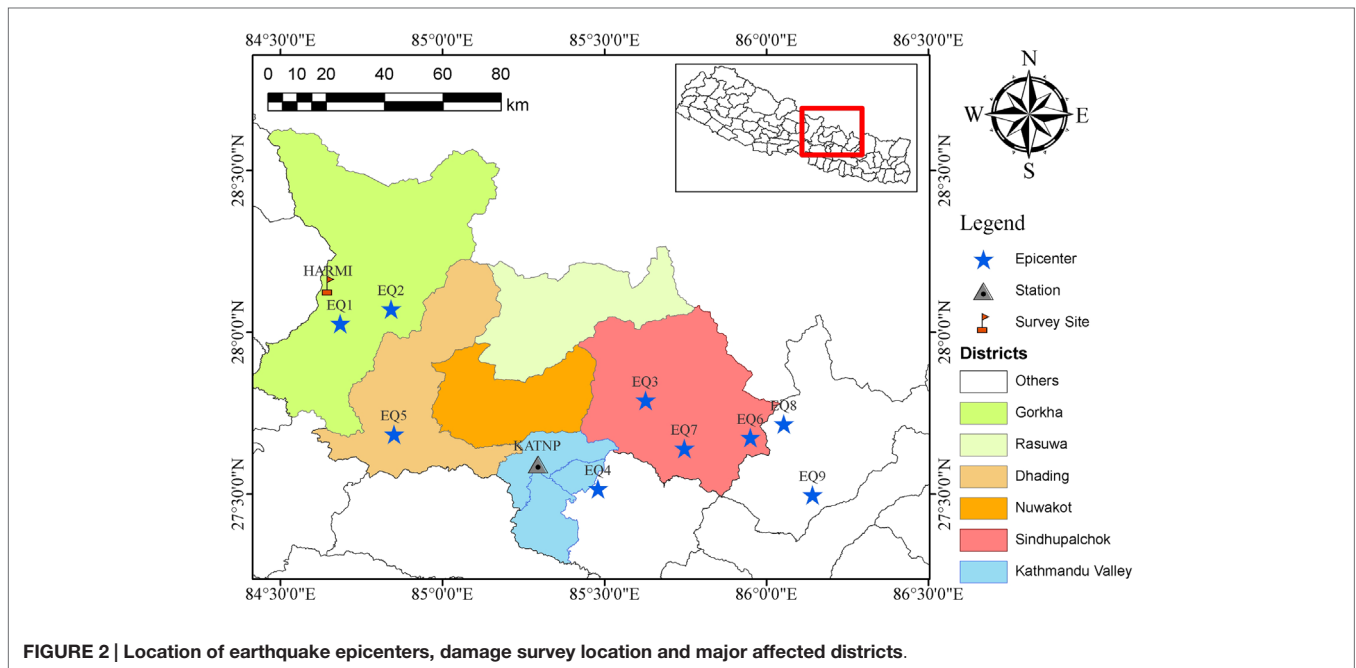 84°30'0"E 85°0'0"E 85°30'0"E 86°0'0"E 86°30'0"E
0 10 20 40 60 80
km
N
W E
S
28°30'0"N 28°30'0"N
28°0'0"N 28°0'0"N
27°30'0"N 27°30'0"N
HARMI
EQ1
EQ2
EQ3
EQ5
EQ8
EQ6
EQ7
KATNP
EQ4
EQ9
84°30'0"E 85°0'0"E 85°30'0"E 86°0'0"E 86°30'0"E
Legend
Epicenter
Station
Survey Site
Districts
Others
Gorkha
Rasuwa
Dhading
Nuwakot
Sindhupalchok
Kathmandu Valley
FIGURE 2 | Location of earthquake epicenters, damage survey location and major affected districts.